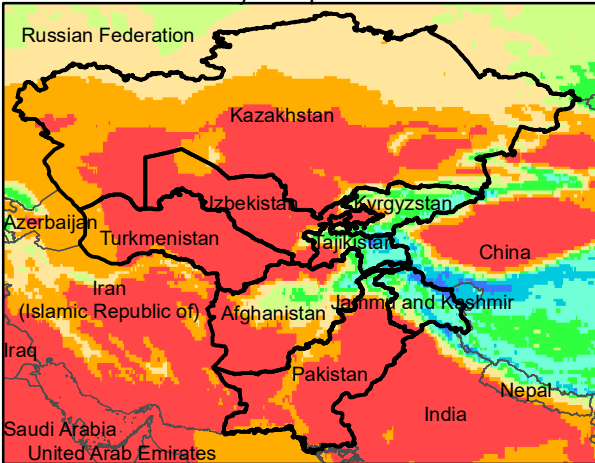 Russian Federation
Kazakhstan
Uzbekistan
Kyrgyzstan
Azerbaijan
Turkmenistan
Tajikistan
China
Iran
(Islamic Republic of)
Afghanistan
Jammu and Kashmir
Iraq
Pakistan
Nepal
India
Saudi Arabia
United Arab Emirates